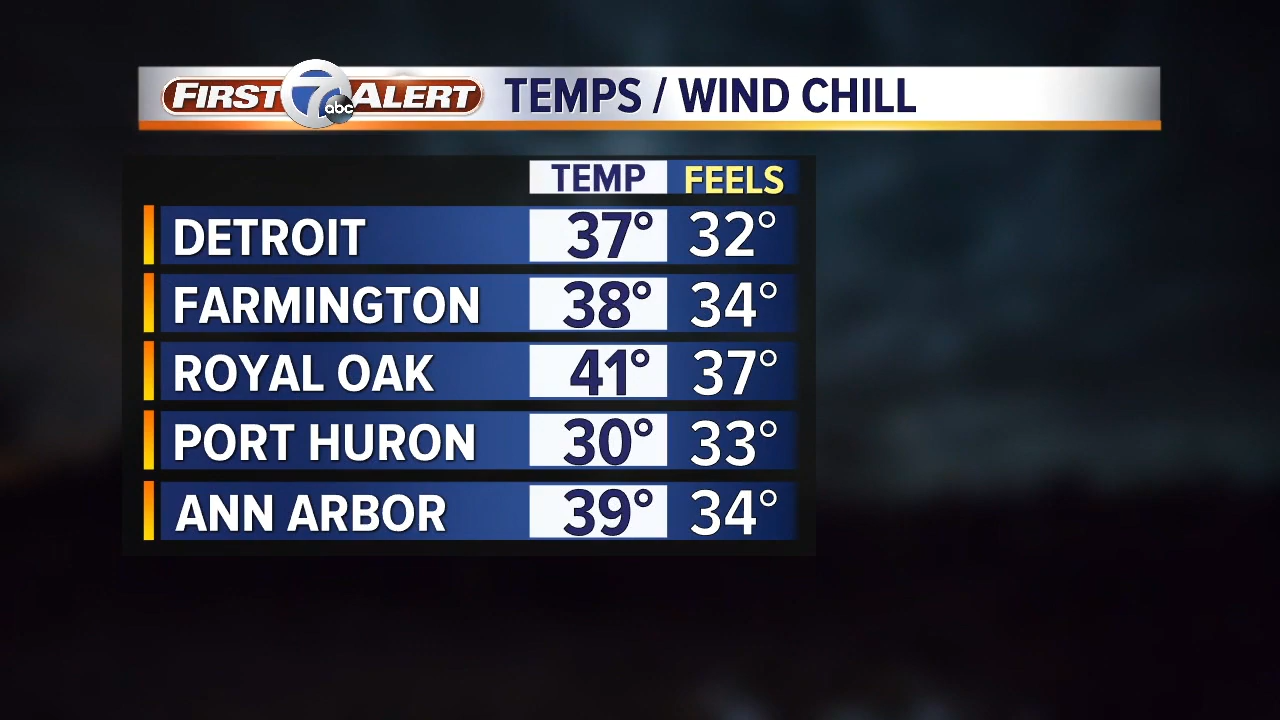 FIRST 7 abc ALERT TEMPS / WIND CHILL
TEMP FEELS
DETROIT 37° 32°
FARMINGTON 38° 34°
ROYAL OAK 41° 37°
PORT HURON 30° 33°
ANN ARBOR 39° 34°